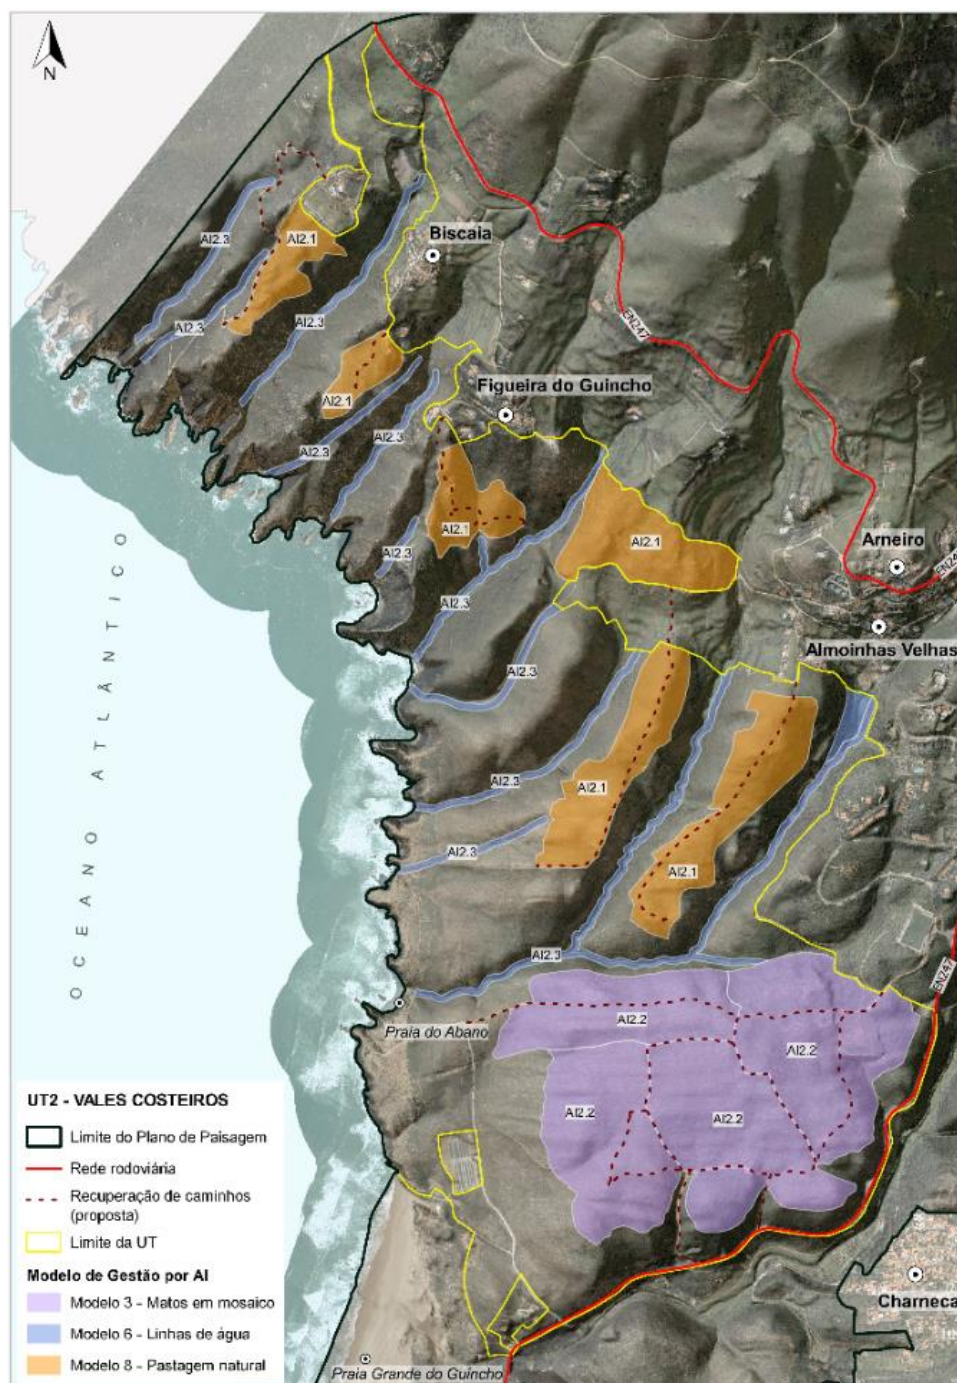 N
AI2.3
AI2.1
Biscaia
AI2.3
AI2.3
EN247
Figueira do Guincho
AI2.1
AI2.3
AI2.3
AI2.1
AI2.1
AI2.3
Arneiro
AI2.3
Almoinhas Velhas
AI2.3
OCEANO ATLÂNTICO
AI2.3
AI2.1
AI2.3
AI2.1
AI2.3
EN247
Praia do Abano
AI2.2
AI2.2
AI2.2
AI2.2
UT2 - VALES COSTEIROS
Limite do Plano de Paisagem
Rede rodoviária
Recuperação de caminhos
(proposta)
Limite da UT
Modelo de Gestão por AI
Modelo 3 - Matos em mosaico
Modelo 6 - Linhas de água
Modelo 8 - Pastagem natural
Charneca
Praia Grande do Guincho